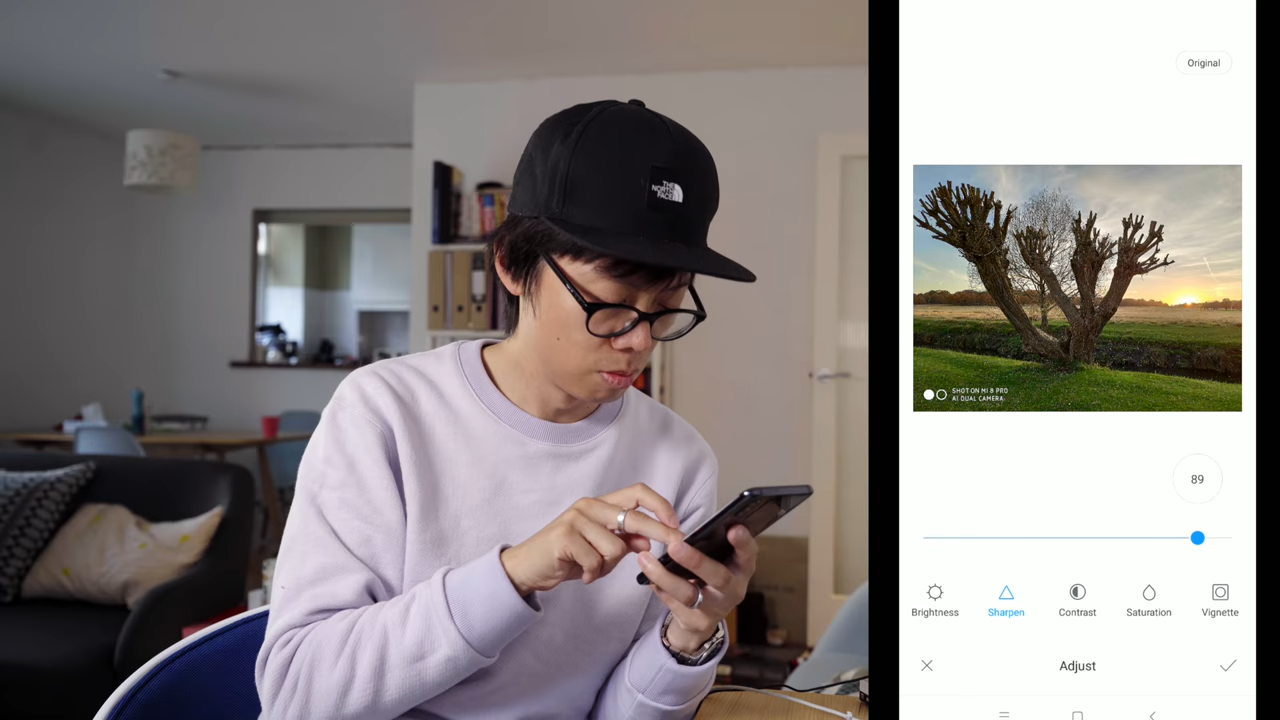 THE
NORTH
FACE
Original
SHOT ON MI 8 PRO
AI DUAL CAMERA
89
Brightness
Sharpen
Contrast
Saturation
Vignette
Adjust